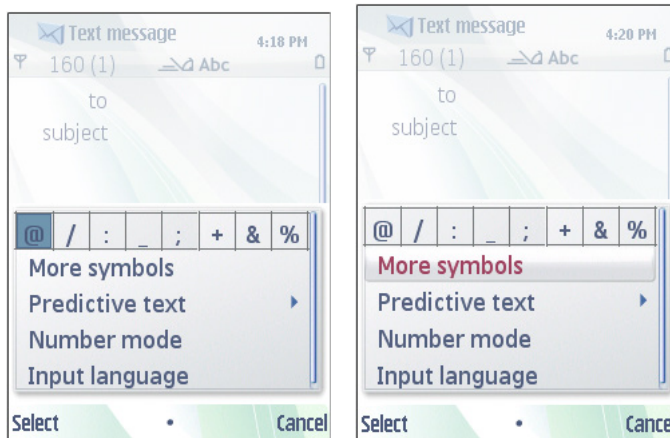 Text message
4:18 PM
160 (1) Abc
to
subject
@ / : _ ; + & %
More symbols
Predictive text
Number mode
Input language
Select Cancel
Text message
4:20 PM
160 (1) Abc
to
subject
@ / : _ ; + & %
More symbols
Predictive text
Number mode
Input language
Select Cance